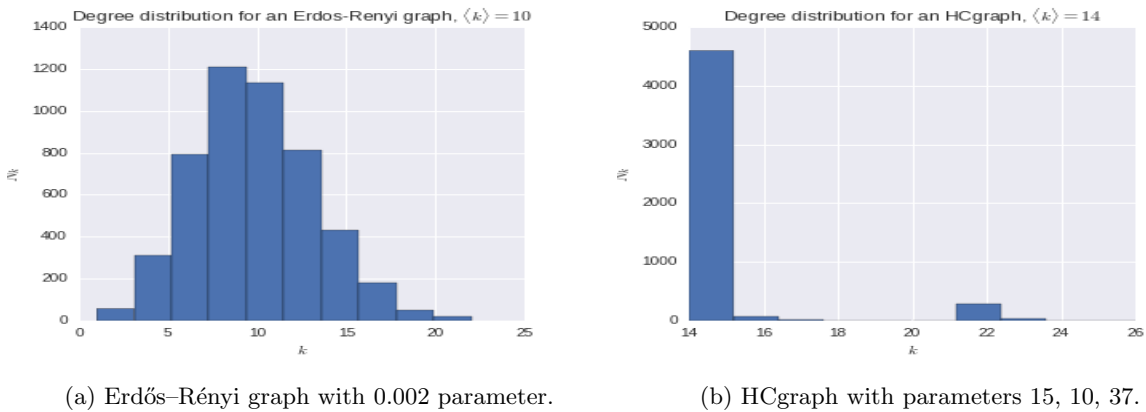 Degree distribution for an Erdos-Renyi graph, ⟨k⟩ = 10
1400
1200
1000
800
600
400
200
0
N_k
0 5 10 15 20 25
k
(a) Erdős–Rényi graph with 0.002 parameter.
Degree distribution for an HCgraph, ⟨k⟩ = 14
5000
4000
3000
2000
1000
0
N_k
14 16 18 20 22 24 26
k
(b) HCgraph with parameters 15, 10, 37.